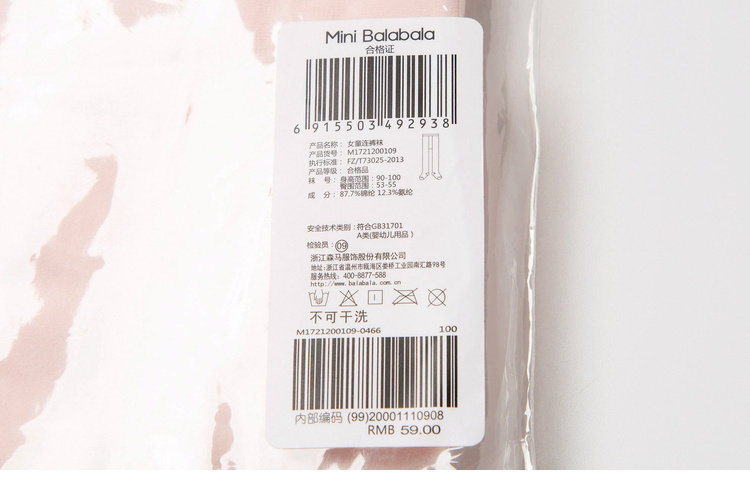 Mini Balabala
合格证
6 915503 492938
产品名称：女童连裤袜
产品货号：M1721200109
执行标准：FZ/T73025-2013
产品等级：合格品
袜 号：身高范围：90-100
臀围范围：53-55
成 分：87.7%锦纶 12.3%氨纶
安全技术类别：符合GB31701
A类(婴幼儿用品)
检验员：09
浙江森马服饰股份有限公司
地址：浙江省温州市瓯海区娄桥工业园南汇路98号
服务热线：400-8877-588
http://www.balabala.com.cn
不可干洗
M1721200109-0466 100
内部编码 (99)20001110908
RMB 59.00